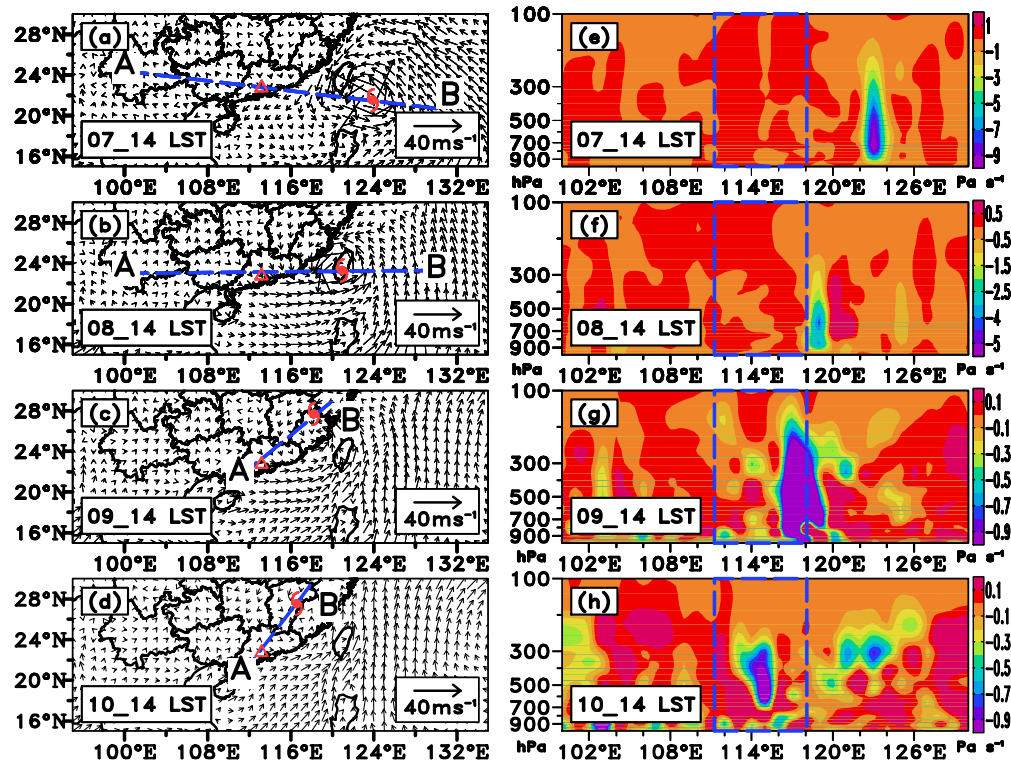 28°N (a) A B
24°N
20°N
16°N 07_14 LST 40ms⁻¹
100°E 108°E 116°E 124°E 132°E
28°N (b)
24°N A B
20°N
16°N 08_14 LST 40ms⁻¹
100°E 108°E 116°E 124°E 132°E
28°N (c) B
24°N A
20°N
16°N 09_14 LST 40ms⁻¹
100°E 108°E 116°E 124°E 132°E
28°N (d) B
24°N A
20°N
16°N 10_14 LST 40ms⁻¹
100°E 108°E 116°E 124°E 132°E
100 (e) 1
-1
300 -3
500 -5
700 -7
900 07_14 LST -9
hPa 102°E 108°E 114°E 120°E 126°E Pa s⁻¹
100 (f) 0.5
-0.5
300 -1.5
500 -2.5
700 -4
900 08_14 LST -5
hPa 102°E 108°E 114°E 120°E 126°E Pa s⁻¹
100 (g) 0.1
-0.1
300 -0.3
500 -0.5
700 -0.7
900 09_14 LST -0.9
hPa 102°E 108°E 114°E 120°E 126°E Pa s⁻¹
100 (h) 0.1
-0.1
300 -0.3
500 -0.5
700 -0.7
900 10_14 LST -0.9
hPa 102°E 108°E 114°E 120°E 126°E Pa s⁻¹